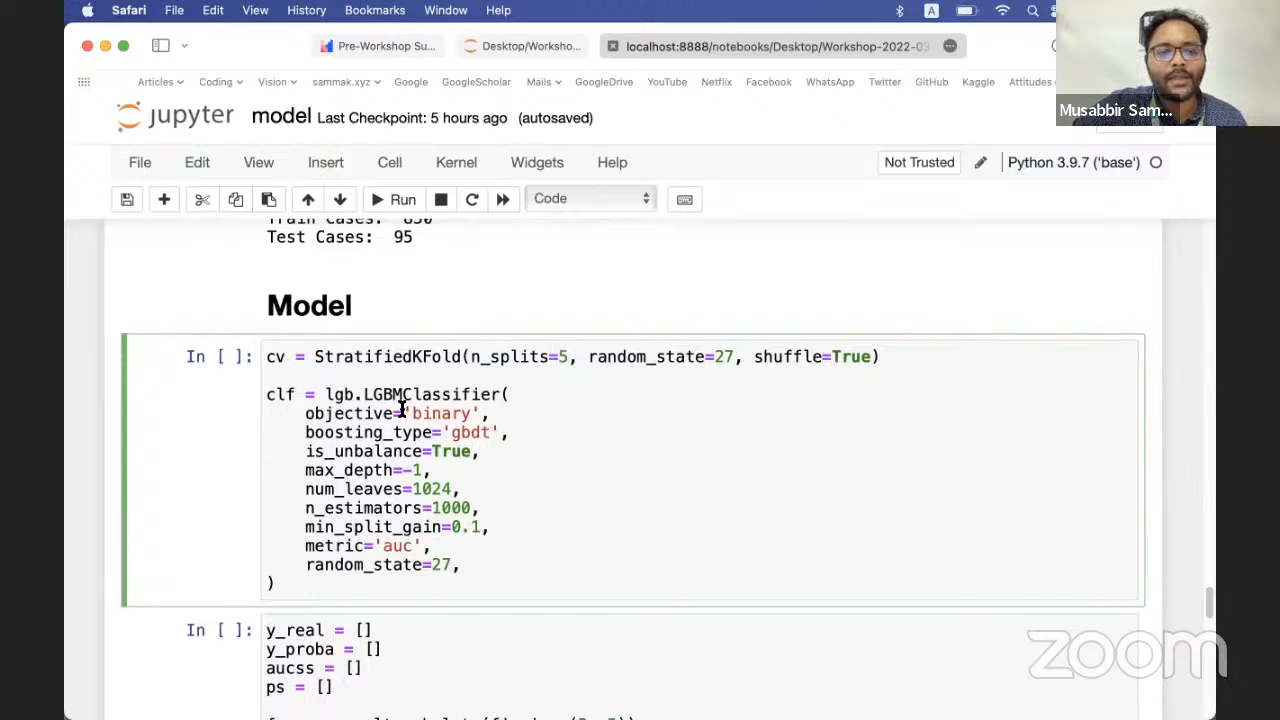 Safari File Edit View History Bookmarks Window Help A
Pre-Workshop Su... Desktop/Worksho... localhost:8888/notebooks/Desktop/Workshop-2022-03
Articles Coding Vision sammak.xyz Google GoogleScholar Mails GoogleDrive YouTube Netflix Facebook WhatsApp Twitter GitHub Kaggle Attitudes
Musabbir Sam...
jupyter model Last Checkpoint: 5 hours ago (autosaved)
File Edit View Insert Cell Kernel Widgets Help Not Trusted Python 3.9.7 ('base')
Run Code
Train Cases: 850
Test Cases: 95
Model
In [ ]: cv = StratifiedKFold(n_splits=5, random_state=27, shuffle=True)
clf = lgb.LGBMClassifier(
objective='binary',
boosting_type='gbdt',
is_unbalance=True,
max_depth=-1,
num_leaves=1024,
n_estimators=1000,
min_split_gain=0.1,
metric='auc',
random_state=27,
)
In [ ]: y_real = []
y_proba = []
aucss = []
ps = []
zoom